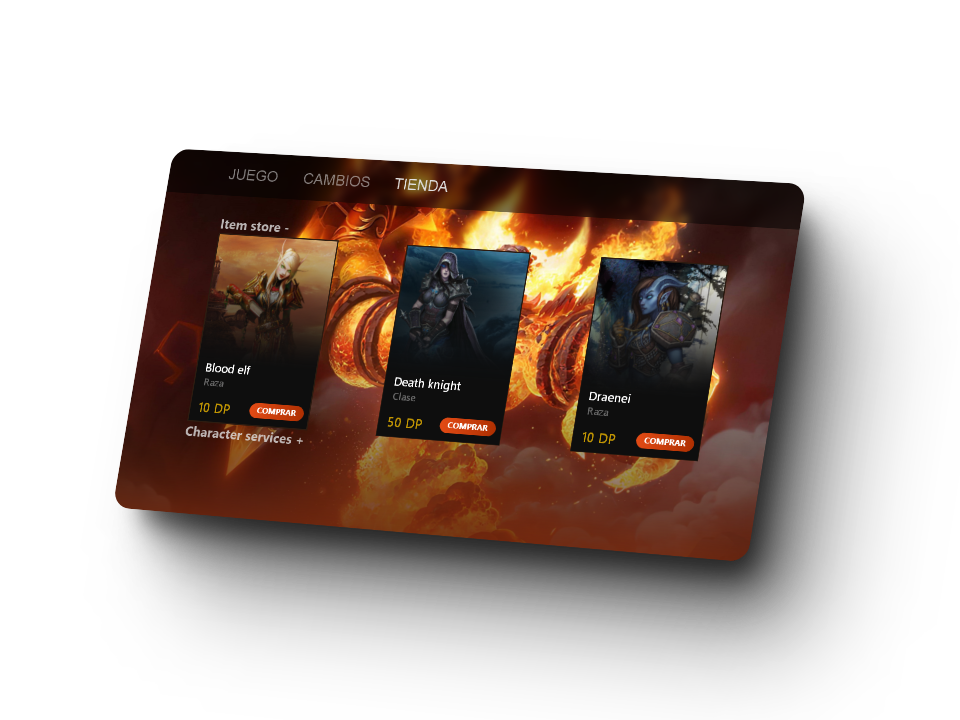 JUEGO CAMBIOS TIENDA
Item store -
Blood elf
Raza
10 DP COMPRAR
Death knight
Clase
50 DP COMPRAR
Draenei
Raza
10 DP COMPRAR
Character services +